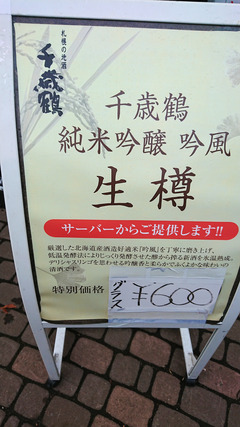 札幌の地酒
千歳鶴
千歳鶴
純米吟醸 吟風
生樽
サーバーからご提供します!!
厳選した北海道産酒造好適米『吟風』を丁寧に磨き上げ、
低温発酵法によりじっくり発酵させた醪から搾る新酒を氷温熟成。
デリシャスリンゴを思わせる吟醸香と柔らかでふくよかな味わいの
清酒です。
特別価格 グラス ¥600